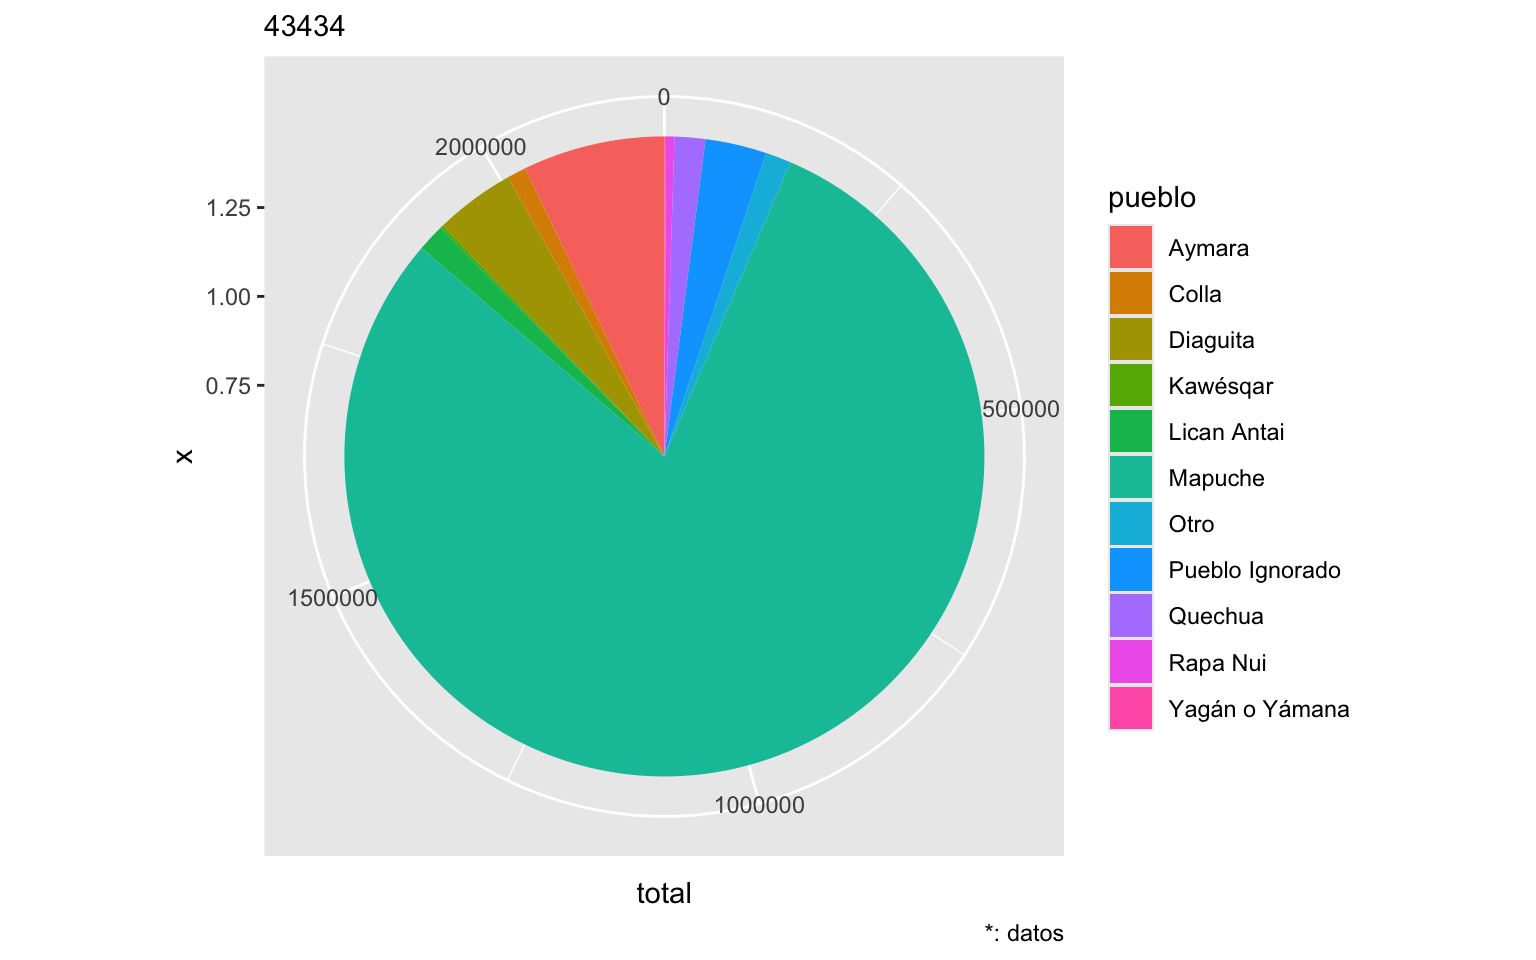 43434
0
2000000
500000
1500000
1000000
1.25
1.00
0.75
x
total
*: datos
pueblo
Aymara
Colla
Diaguita
Kawésqar
Lican Antai
Mapuche
Otro
Pueblo Ignorado
Quechua
Rapa Nui
Yagán o Yámana